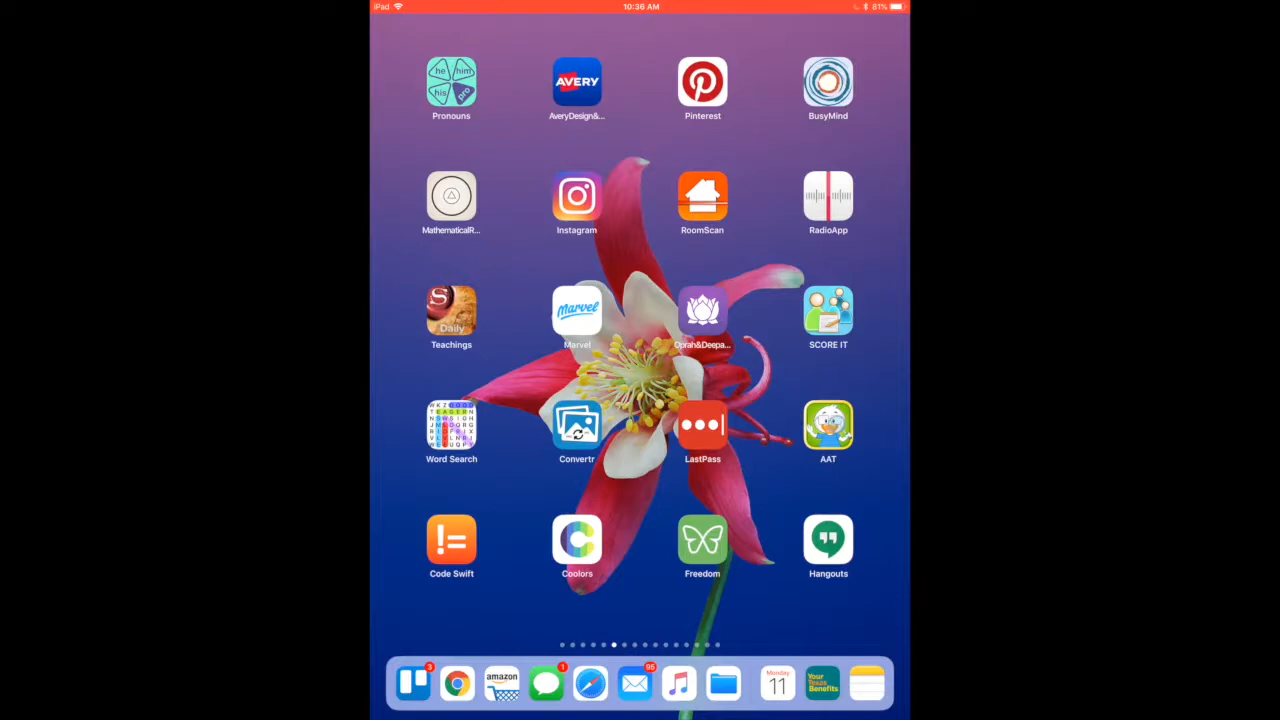 iPad 10:36 AM 81%
he him
his pro
AVERY
Pronouns AveryDesign&... Pinterest BusyMind
MathematicalR... Instagram RoomScan RadioApp
S
Daily
Marvel
Teachings Marvel Oprah&Deepa... SCORE IT
Word Search Convertr LastPass AAT
!=
C
Code Swift Coolors Freedom Hangouts
3 1 95
amazon
Monday
11
Your
Texas
Benefits